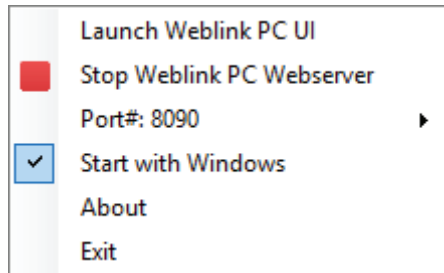 Launch Weblink PC UI
Stop Weblink PC Webserver
Port#: 8090
Start with Windows
About
Exit